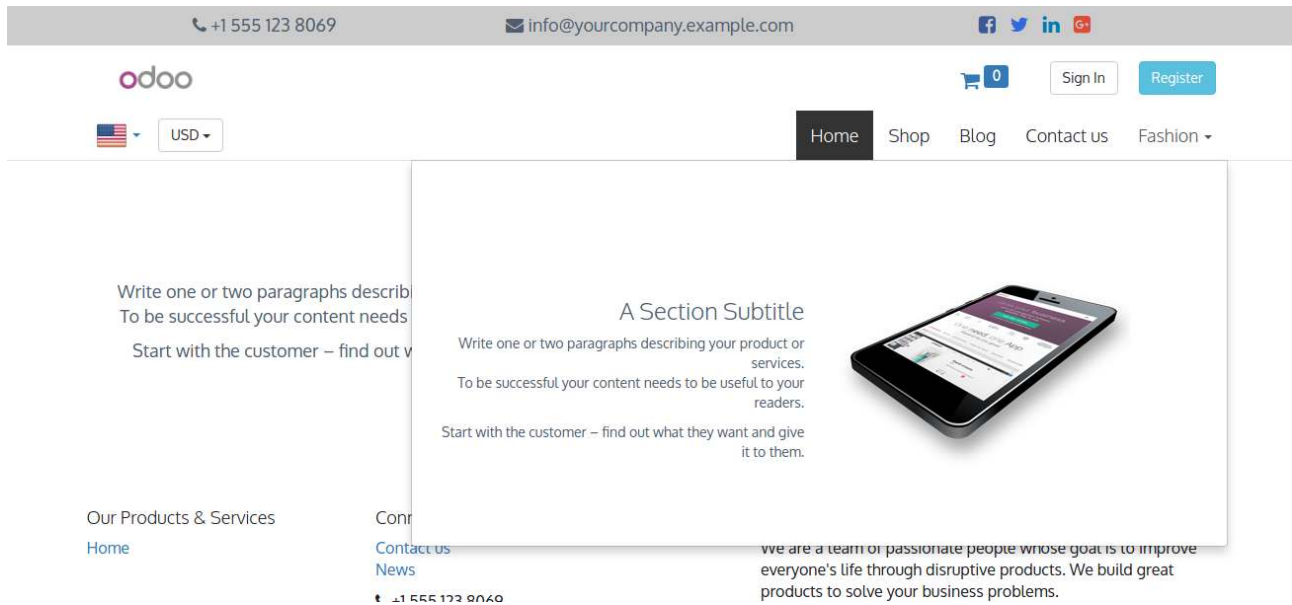 +1 555 123 8069
info@yourcompany.example.com
odoo
0
Sign In
Register
USD
Home
Shop
Blog
Contact us
Fashion
Write one or two paragraphs
To be successful your content needs
Start with the customer – find out
A Section Subtitle
Write one or two paragraphs describing your product or
services.
To be successful your content needs to be useful to your
readers.
Start with the customer – find out what they want and give
it to them.
Our Products & Services
Home
Contact us
News
+1 555 123 8069
We are a team of passionate people whose goal is to improve
everyone's life through disruptive products. We build great
products to solve your business problems.